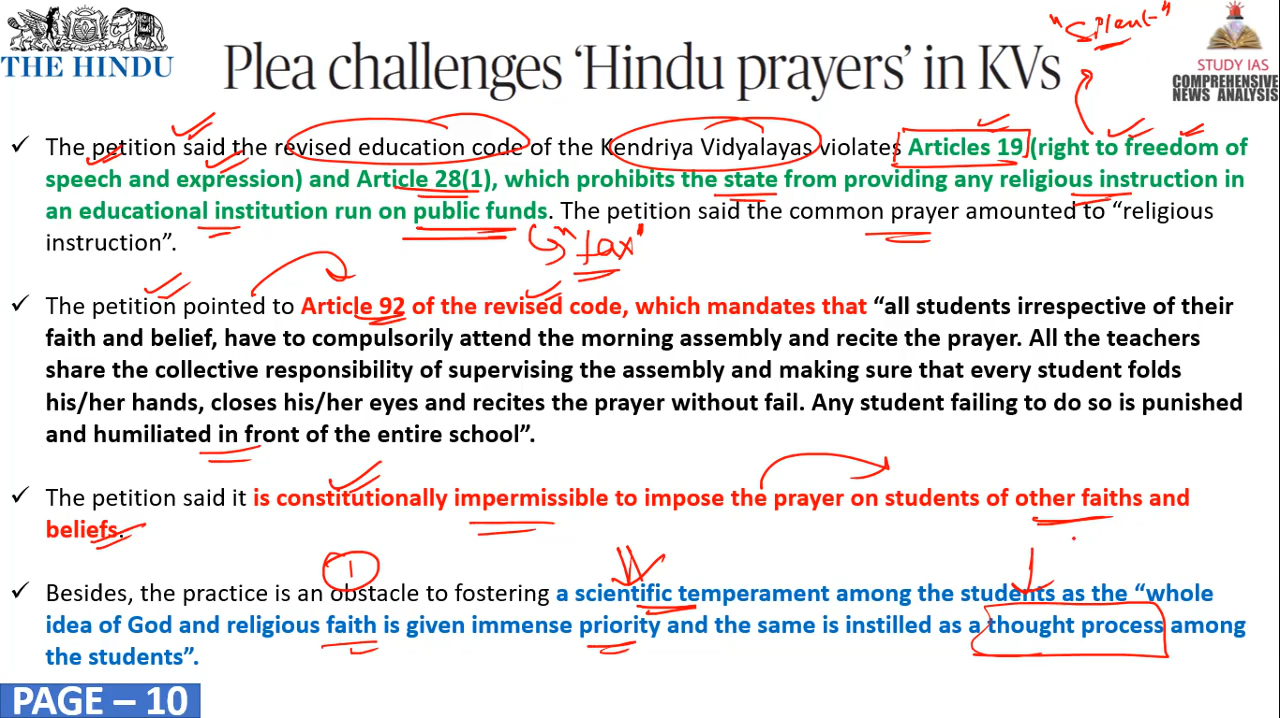 "Silent"
THE HINDU
Plea challenges ‘Hindu prayers’ in KVs
STUDY IAS
COMPREHENSIVE
NEWS ANALYSIS
✓ The petition said the revised education code of the Kendriya Vidyalayas violates Articles 19 (right to freedom of
speech and expression) and Article 28(1), which prohibits the state from providing any religious instruction in
an educational institution run on public funds. The petition said the common prayer amounted to “religious
instruction”.
"tax"
✓ The petition pointed to Article 92 of the revised code, which mandates that “all students irrespective of their
faith and belief, have to compulsorily attend the morning assembly and recite the prayer. All the teachers
share the collective responsibility of supervising the assembly and making sure that every student folds
his/her hands, closes his/her eyes and recites the prayer without fail. Any student failing to do so is punished
and humiliated in front of the entire school”.
✓ The petition said it is constitutionally impermissible to impose the prayer on students of other faiths and
beliefs.
1
✓ Besides, the practice is an obstacle to fostering a scientific temperament among the students as the “whole
idea of God and religious faith is given immense priority and the same is instilled as a thought process among
the students”.
PAGE – 10